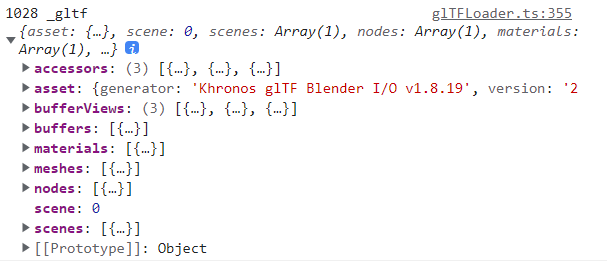 1028 _gltf glTFLoader.ts:355
{asset: {…}, scene: 0, scenes: Array(1), nodes: Array(1), materials:
Array(1), …} i
accessors: (3) [{…}, {…}, {…}]
asset: {generator: 'Khronos glTF Blender I/O v1.8.19', version: '2
bufferViews: (3) [{…}, {…}, {…}]
buffers: [{…}]
materials: [{…}]
meshes: [{…}]
nodes: [{…}]
scene: 0
scenes: [{…}]
[[Prototype]]: Object